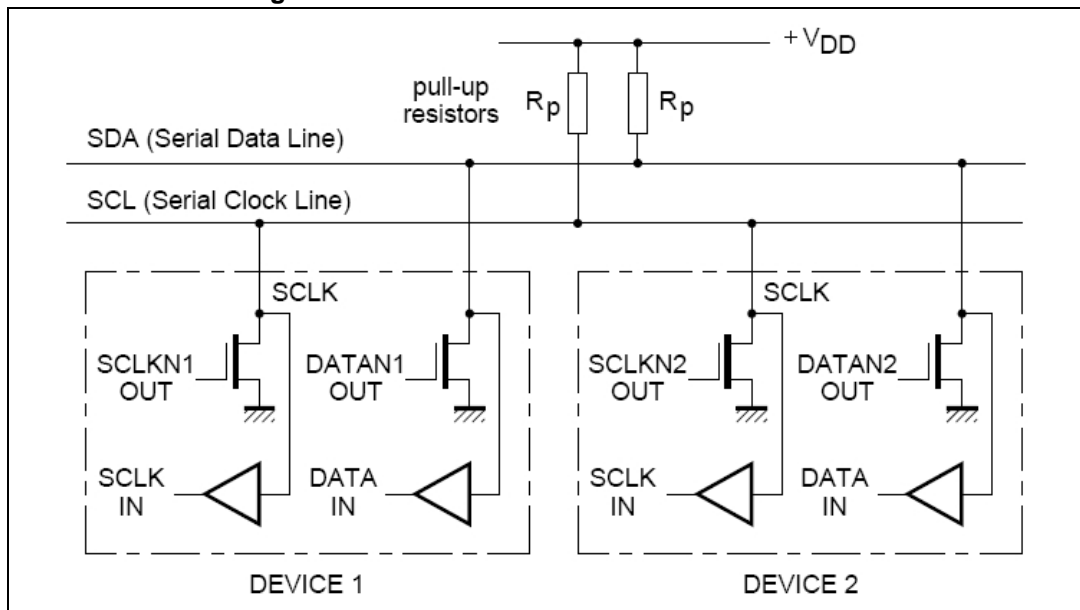 + VDD
pull-up
resistors
Rp
Rp
SDA (Serial Data Line)
SCL (Serial Clock Line)
SCLK
SCLK
SCLKN1
OUT
DATAN1
OUT
SCLKN2
OUT
DATAN2
OUT
SCLK
IN
DATA
IN
SCLK
IN
DATA
IN
DEVICE 1
DEVICE 2